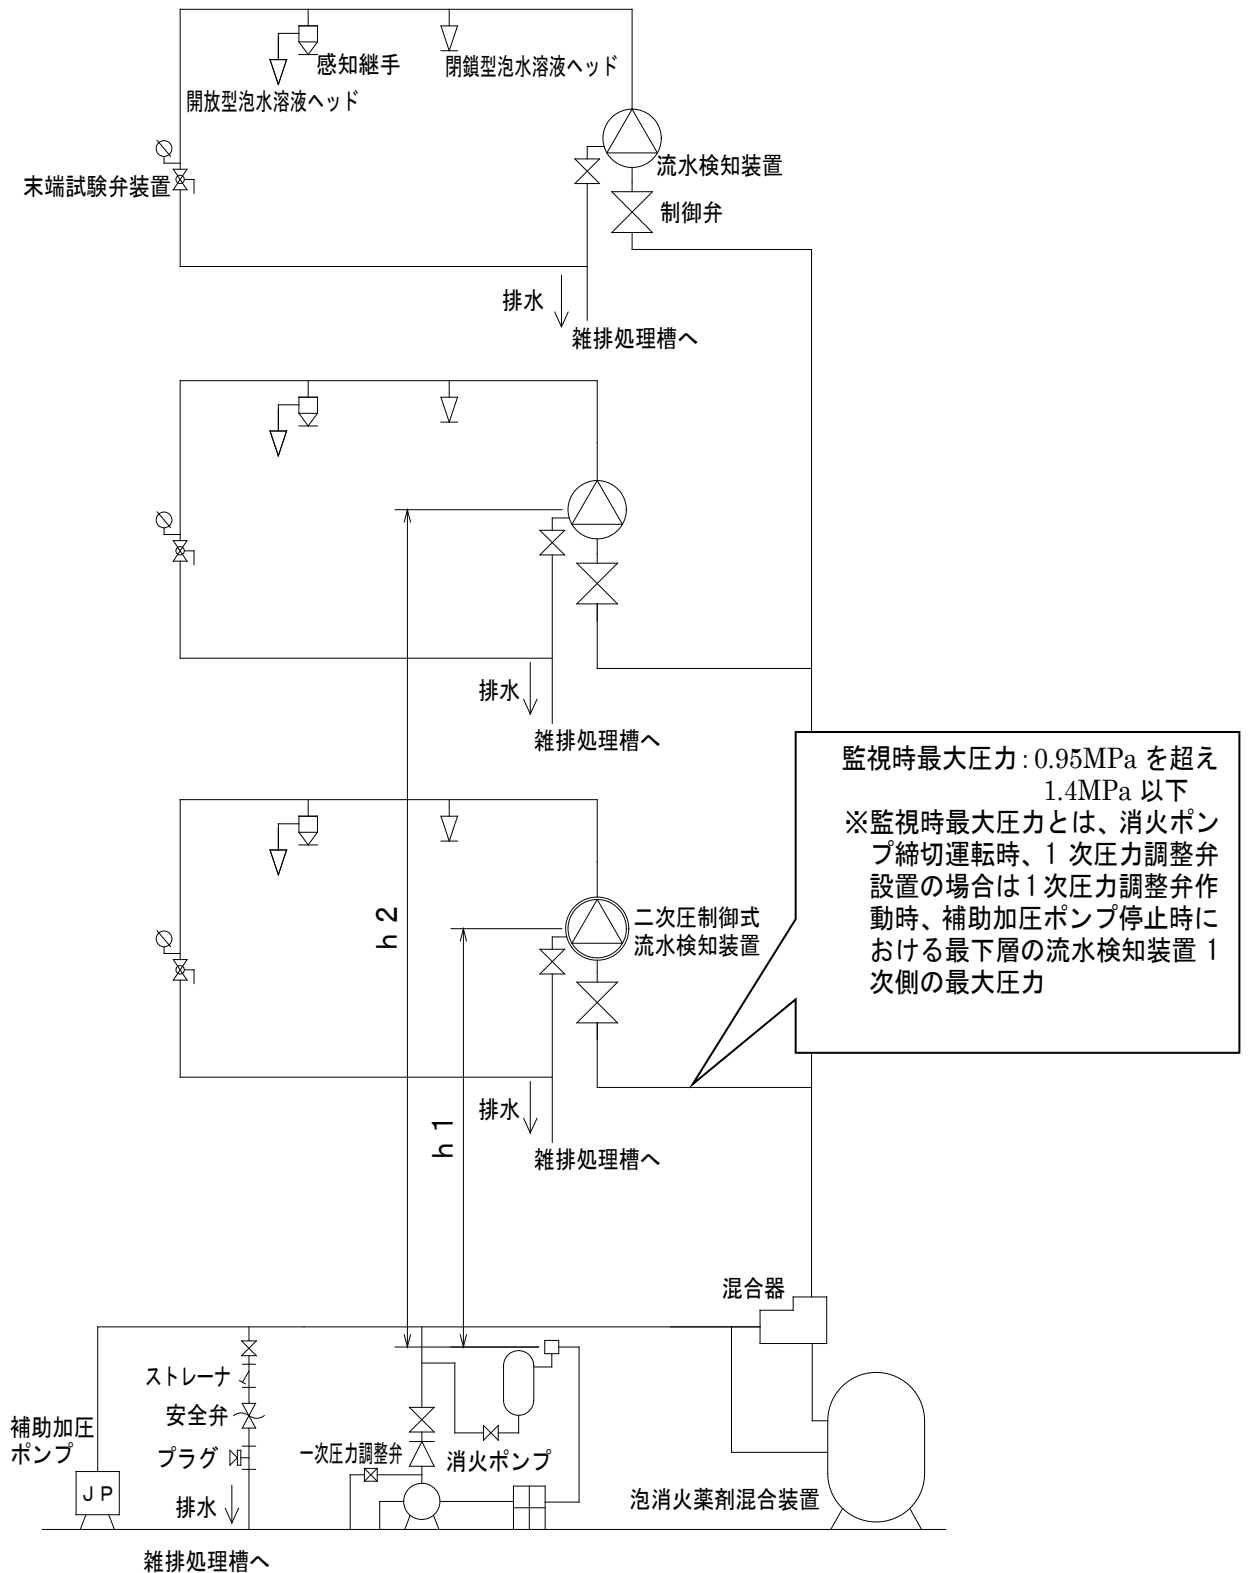 感知継手
閉鎖型泡水溶液ヘッド
開放型泡水溶液ヘッド
流水検知装置
末端試験弁装置
制御弁
排水
雑排処理槽へ
排水
雑排処理槽へ
監視時最大圧力：0.95MPa を超え
1.4MPa 以下
※監視時最大圧力とは、消火ポン
プ締切運転時、1 次圧力調整弁
設置の場合は1次圧力調整弁作
動時、補助加圧ポンプ停止時に
おける最下層の流水検知装置 1
次側の最大圧力
h2
二次圧制御式
流水検知装置
h1
排水
雑排処理槽へ
混合器
ストレーナ
安全弁
補助加圧
ポンプ
プラグ
一次圧力調整弁
消火ポンプ
JP
排水
泡消火薬剤混合装置
雑排処理槽へ